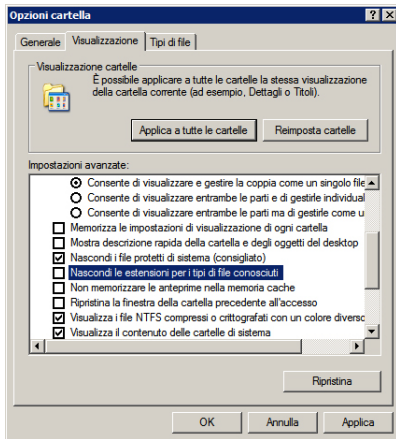 Opzioni cartella
Generale Visualizzazione Tipi di file
Visualizzazione cartelle
È possibile applicare a tutte le cartelle la stessa visualizzazione
della cartella corrente (ad esempio, Dettagli o Titoli).
Applica a tutte le cartelle Reimposta cartelle
Impostazioni avanzate:
Consente di visualizzare e gestire la coppia come un singolo file
Consente di visualizzare entrambe le parti e di gestirle individual
Consente di visualizzare entrambe le parti ma di gestirle come u
Memorizza le impostazioni di visualizzazione di ogni cartella
Mostra descrizione rapida della cartella e degli oggetti del desktop
Nascondi i file protetti di sistema (consigliato)
Nascondi le estensioni per i tipi di file conosciuti
Non memorizzare le anteprime nella memoria cache
Ripristina la finestra della cartella precedente all'accesso
Visualizza i file NTFS compressi o crittografati con un colore diverso
Visualizza il contenuto delle cartelle di sistema
Ripristina
OK Annulla Applica